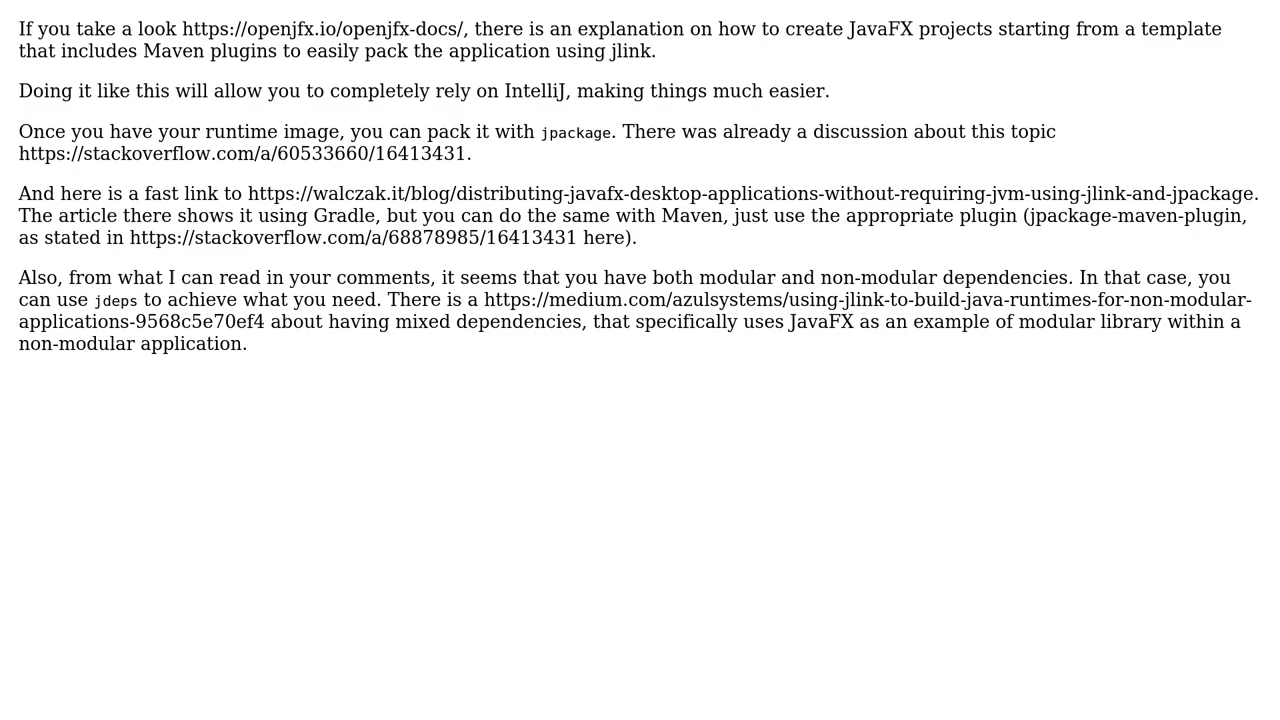 If you take a look https://openjfx.io/openjfx-docs/, there is an explanation on how to create JavaFX projects starting from a template
that includes Maven plugins to easily pack the application using jlink.
Doing it like this will allow you to completely rely on IntelliJ, making things much easier.
Once you have your runtime image, you can pack it with jpackage. There was already a discussion about this topic
https://stackoverflow.com/a/60533660/16413431.
And here is a fast link to https://walczak.it/blog/distributing-javafx-desktop-applications-without-requiring-jvm-using-jlink-and-jpackage.
The article there shows it using Gradle, but you can do the same with Maven, just use the appropriate plugin (jpackage-maven-plugin,
as stated in https://stackoverflow.com/a/68878985/16413431 here).
Also, from what I can read in your comments, it seems that you have both modular and non-modular dependencies. In that case, you
can use jdeps to achieve what you need. There is a https://medium.com/azulsystems/using-jlink-to-build-java-runtimes-for-non-modular-
applications-9568c5e70ef4 about having mixed dependencies, that specifically uses JavaFX as an example of modular library within a
non-modular application.